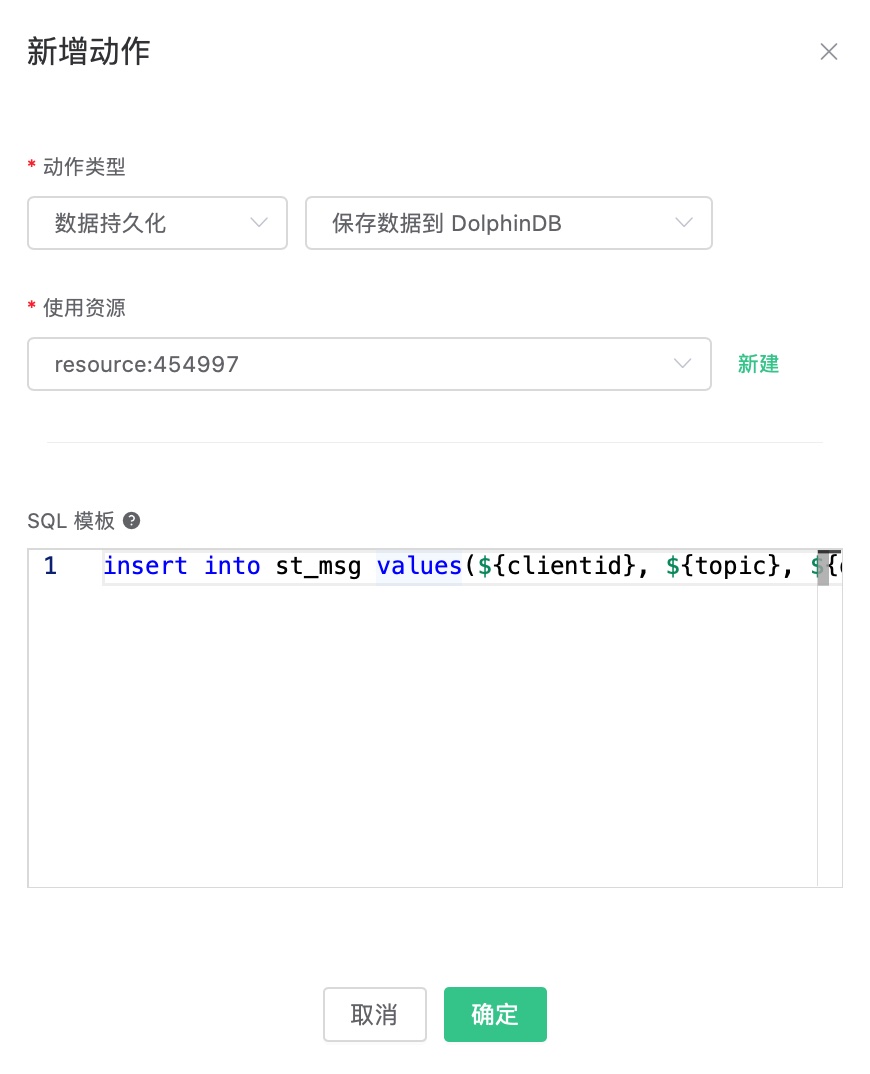 新增动作
* 动作类型
数据持久化 保存数据到 DolphinDB
* 使用资源
resource:454997 新建
SQL 模板
1 insert into st_msg values(${clientid}, ${topic}, ${
取消 确定